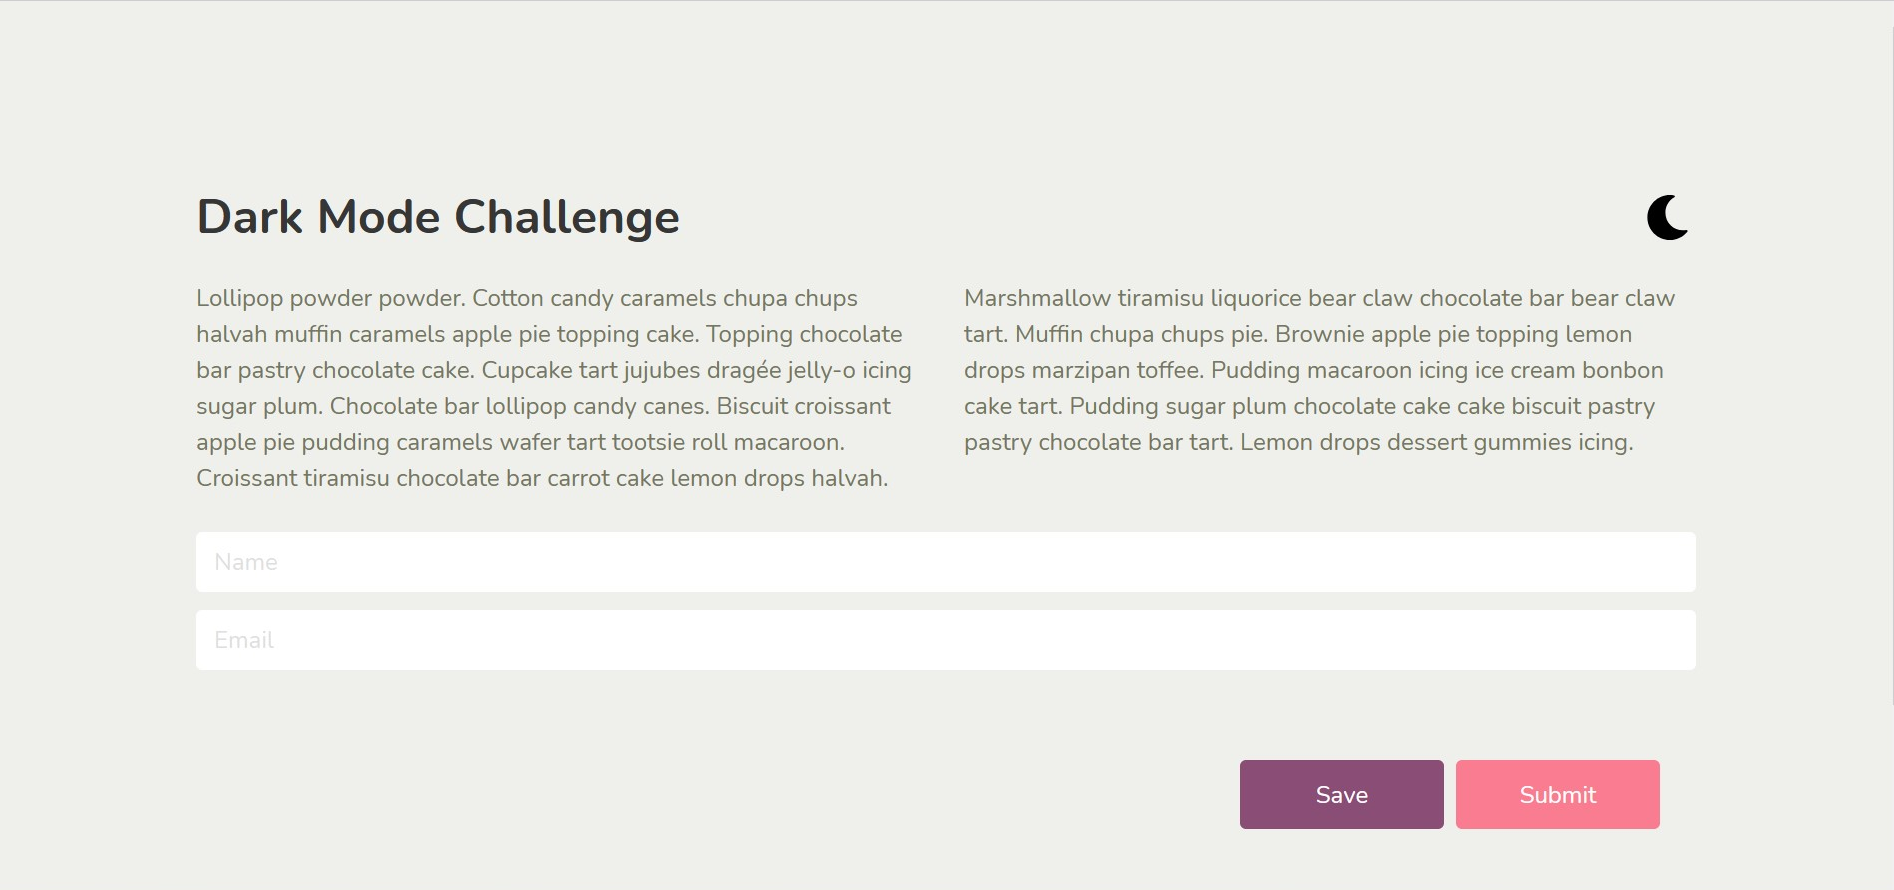 Dark Mode Challenge
Lollipop powder powder. Cotton candy caramels chupa chups
halvah muffin caramels apple pie topping cake. Topping chocolate
bar pastry chocolate cake. Cupcake tart jujubes dragée jelly-o icing
sugar plum. Chocolate bar lollipop candy canes. Biscuit croissant
apple pie pudding caramels wafer tart tootsie roll macaroon.
Croissant tiramisu chocolate bar carrot cake lemon drops halvah.
Marshmallow tiramisu liquorice bear claw chocolate bar bear claw
tart. Muffin chupa chups pie. Brownie apple pie topping lemon
drops marzipan toffee. Pudding macaroon icing ice cream bonbon
cake tart. Pudding sugar plum chocolate cake cake biscuit pastry
pastry chocolate bar tart. Lemon drops dessert gummies icing.
Name
Email
Save
Submit